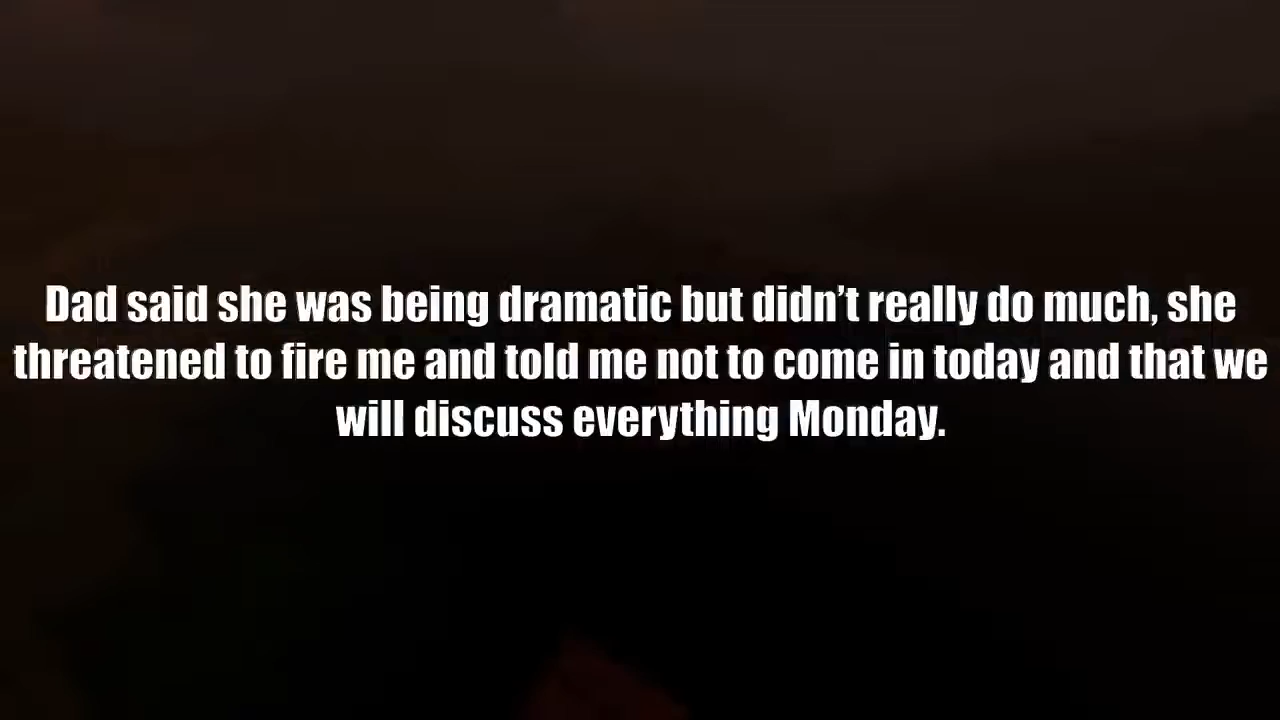 Dad said she was being dramatic but didn’t really do much, she
threatened to fire me and told me not to come in today and that we
will discuss everything Monday.